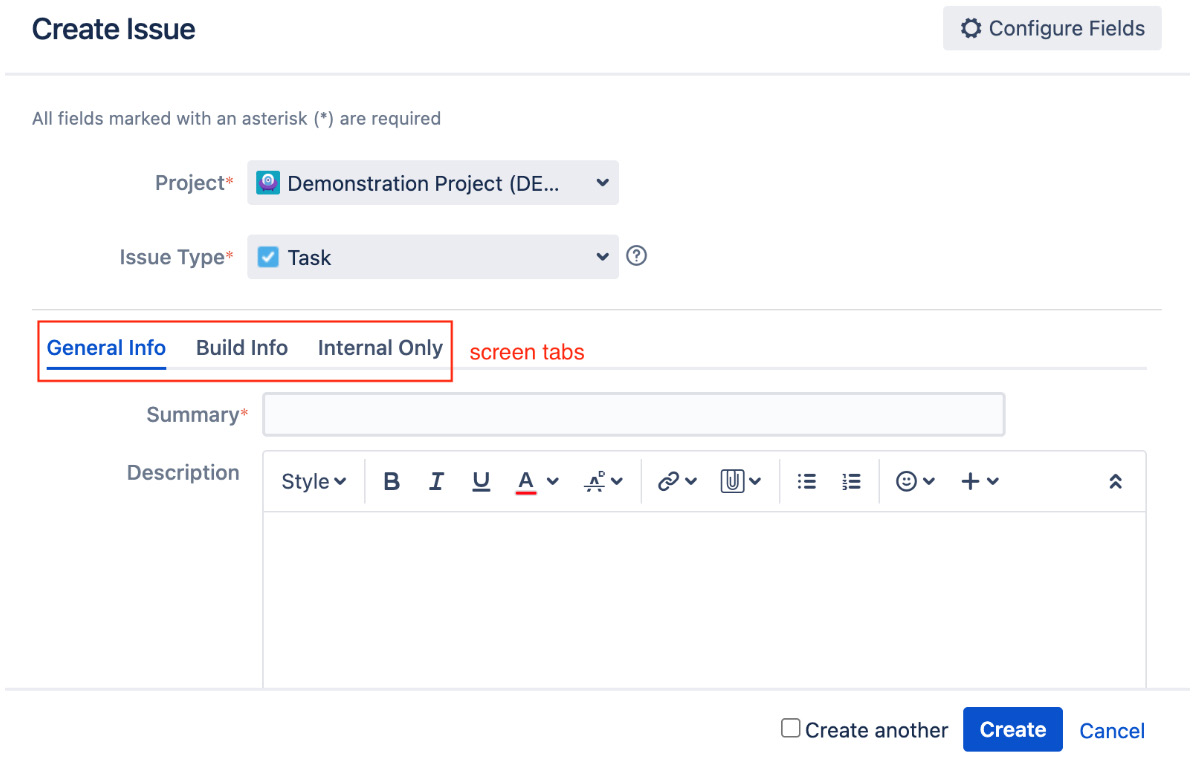 Create Issue
Configure Fields
All fields marked with an asterisk (*) are required
Project* Demonstration Project (DE...
Issue Type* Task
General Info Build Info Internal Only screen tabs
Summary*
Description
Style B I U A
Create another Create Cancel